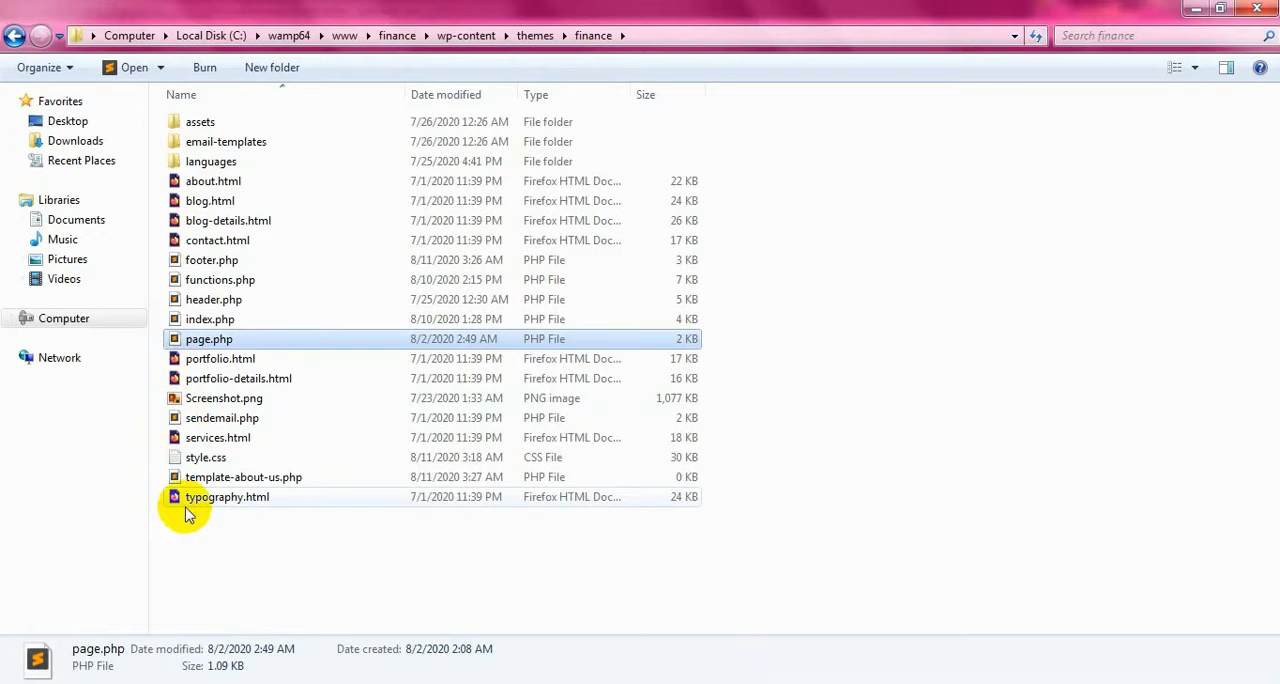 Computer Local Disk (C:) wamp64 www finance wp-content themes finance Search finance
Organize Open Burn New folder
Name Date modified Type Size
Favorites
Desktop
Downloads
Recent Places
Libraries
Documents
Music
Pictures
Videos
Computer
Network
assets 7/26/2020 12:26 AM File folder
email-templates 7/26/2020 12:26 AM File folder
languages 7/25/2020 4:41 PM File folder
about.html 7/1/2020 11:39 PM Firefox HTML Doc... 22 KB
blog.html 7/1/2020 11:39 PM Firefox HTML Doc... 24 KB
blog-details.html 7/1/2020 11:39 PM Firefox HTML Doc... 26 KB
contact.html 7/1/2020 11:39 PM Firefox HTML Doc... 17 KB
footer.php 8/11/2020 3:26 AM PHP File 3 KB
functions.php 8/10/2020 2:15 PM PHP File 7 KB
header.php 7/25/2020 12:30 AM PHP File 5 KB
index.php 8/10/2020 1:28 PM PHP File 4 KB
page.php 8/2/2020 2:49 AM PHP File 2 KB
portfolio.html 7/1/2020 11:39 PM Firefox HTML Doc... 17 KB
portfolio-details.html 7/1/2020 11:39 PM Firefox HTML Doc... 16 KB
Screenshot.png 7/23/2020 1:33 AM PNG image 1,077 KB
sendemail.php 7/1/2020 11:39 PM PHP File 2 KB
services.html 7/1/2020 11:39 PM Firefox HTML Doc... 18 KB
style.css 8/11/2020 3:18 AM CSS File 30 KB
template-about-us.php 8/11/2020 3:27 AM PHP File 0 KB
typography.html 7/1/2020 11:39 PM Firefox HTML Doc... 24 KB
page.php Date modified: 8/2/2020 2:49 AM Date created: 8/2/2020 2:08 AM
PHP File Size: 1.09 KB